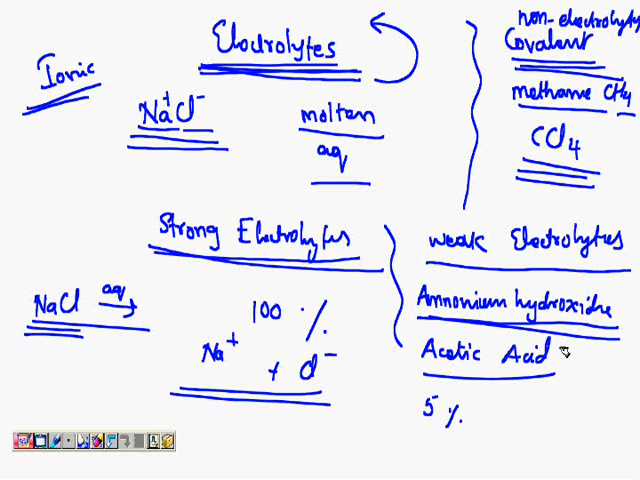 Ionic
Electrolytes
Na⁺Cl⁻
molten
aq
non-electrolyte
Covalent
methane CH4
CCl4
Strong Electrolytes
NaCl aq →
100 %
Na⁺
+ Cl⁻
weak Electrolytes
Ammonium hydroxide
Acetic Acid
5 %